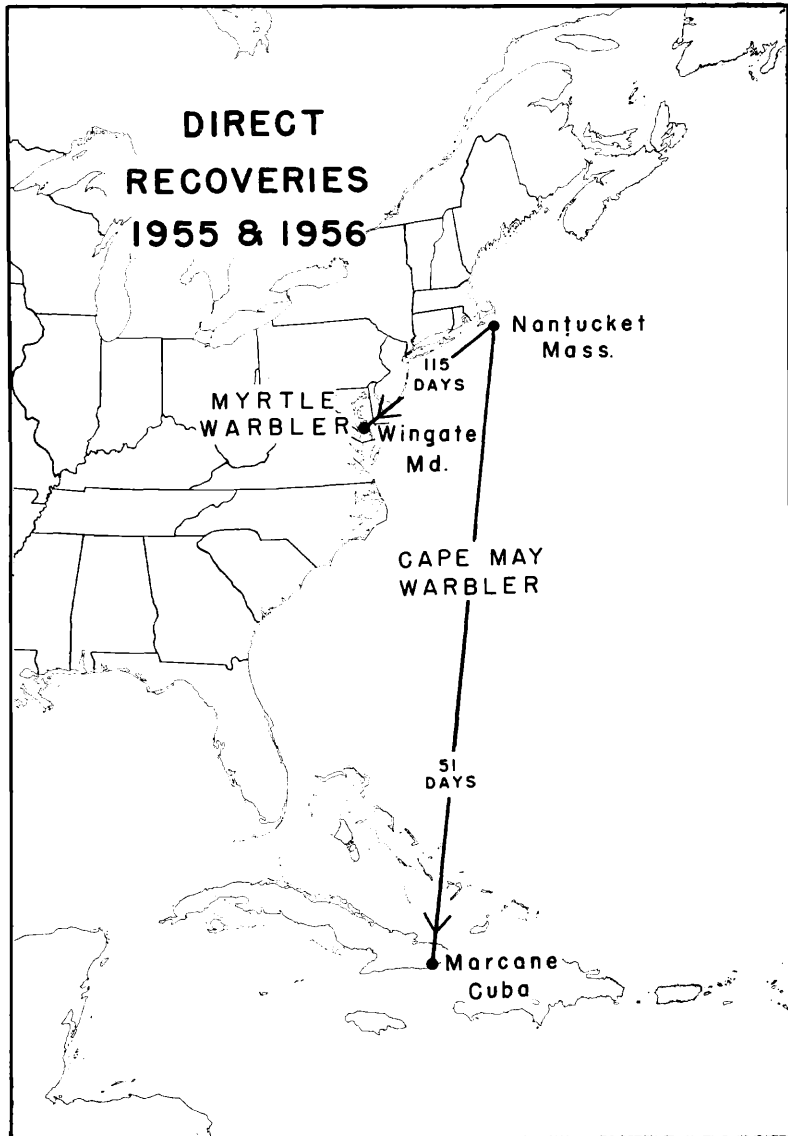 DIRECT
RECOVERIES
1955 & 1956
Nantucket
Mass.
115
DAYS
MYRTLE
WARBLER
Wingate
Md.
CAPE MAY
WARBLER
51
DAYS
Marcane
Cuba